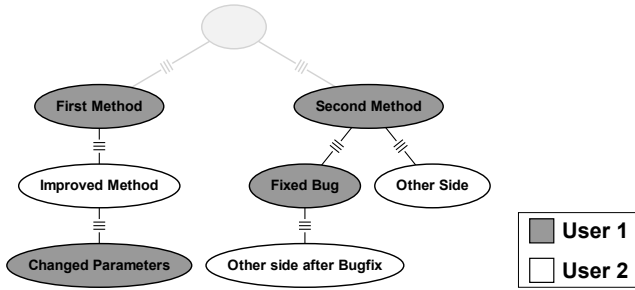 First Method
Second Method
Improved Method
Fixed Bug
Other Side
Changed Parameters
Other side after Bugfix
User 1
User 2